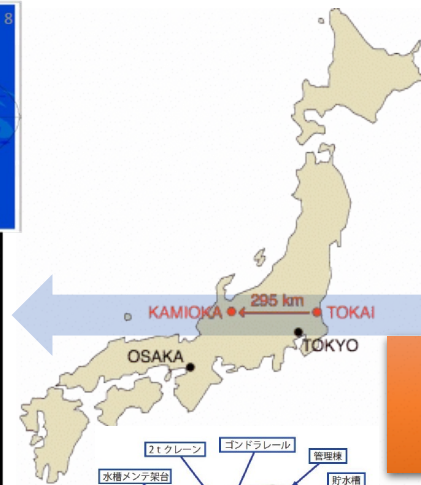 8
295 km
KAMIOKA
TOKAI
TOKYO
OSAKA
2tクレーン
ゴンドラレール
管理棟
水槽メンテ架台
貯水槽